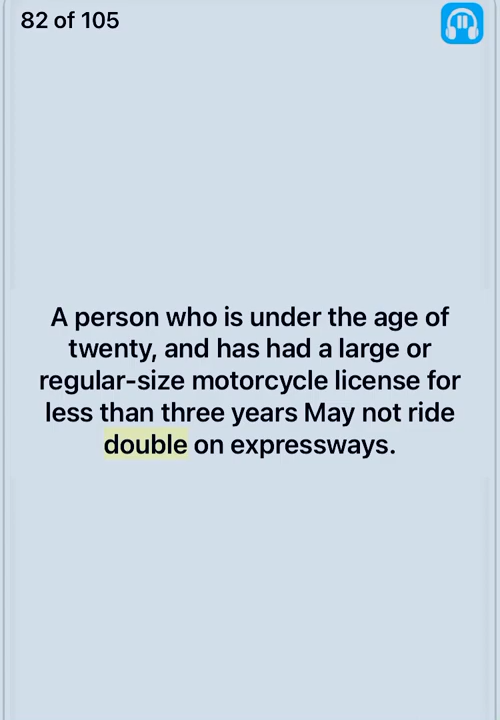 82 of 105
A person who is under the age of
twenty, and has had a large or
regular-size motorcycle license for
less than three years May not ride
double on expressways.